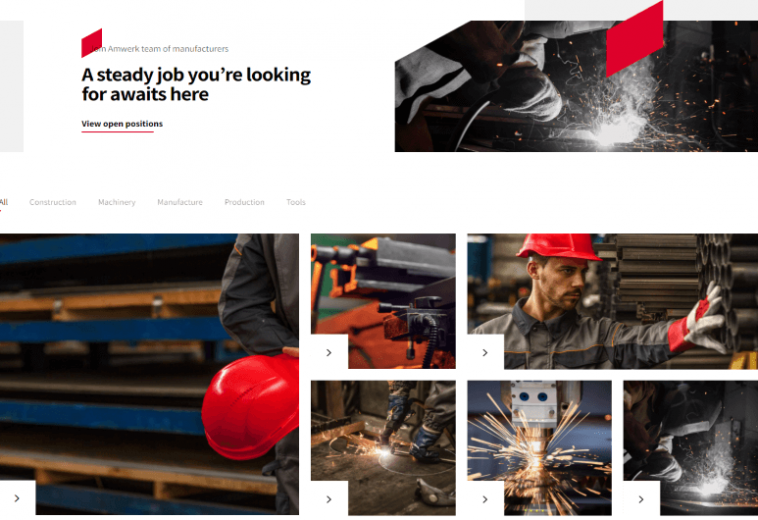 Join Amwerk team of manufacturers
A steady job you're looking
for awaits here
View open positions
All Construction Machinery Manufacture Production Tools